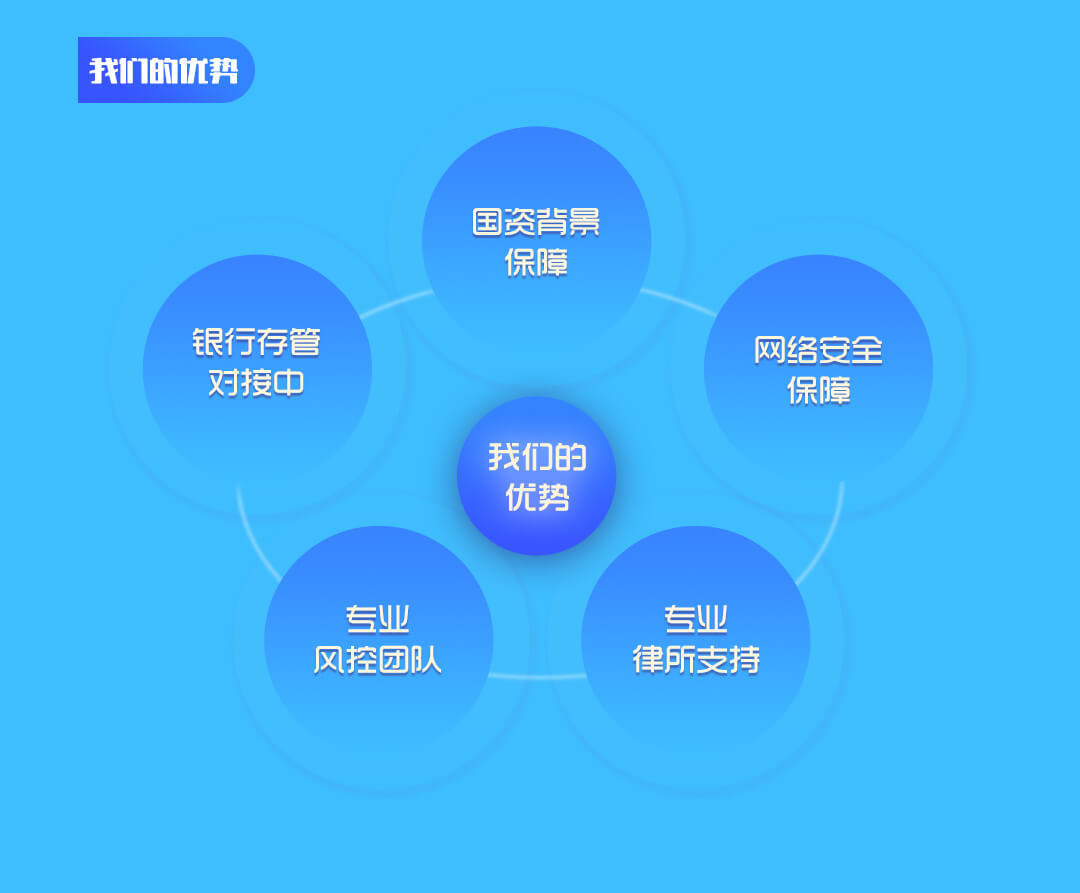 我们的优势
国资背景
保障
银行存管
对接中
网络安全
保障
我们的
优势
专业
风控团队
专业
律所支持